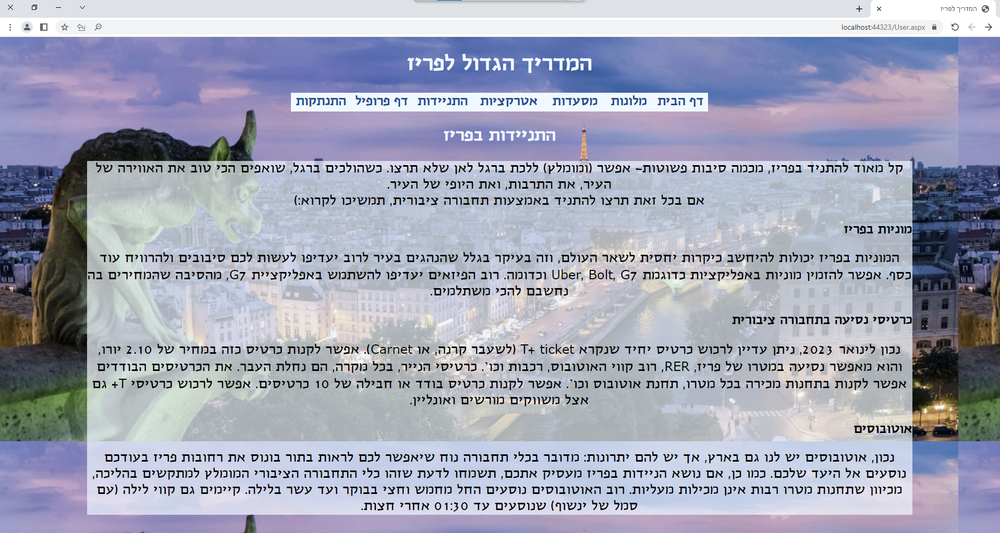 המדריך לפריז
localhost:44323/User.aspx
המדריך הגדול לפריז
דף הבית מלונות מסעדות אטרקציות התניידות דף פרופיל התנתקות
התניידות בפריז
קל מאוד להתניד בפריז, מכמה סיבות פשוטות- אפשר (ומומלץ) ללכת ברגל לאן שלא תרצו. כשהולכים ברגל, שואפים הכי טוב את האווירה של
העיר, את התרבות, ואת היופי של העיר.
אם בכל זאת תרצו להתניד באמצעות תחבורה ציבורית, תמשיכו לקרוא:)
מוניות בפריז
המוניות בפריז יכולות להיחשב כיקרות יחסית לשאר העולם, וזה בעיקר בגלל שהנהגים בעיר לרוב יעדיפו לעשות לכם סיבובים ולהרוויח עוד
כסף. אפשר להזמין מוניות באפליקציות כדוגמת Uber, Bolt, G7 וכדומה. רוב הפיזאים יעדיפו להשתמש באפליקציית G7, מהסיבה שהמחירים בה
נחשבם להכי משתלמים.
כרטיסי נסיעה בתחבורה ציבורית
נכון לינואר 2023, ניתן עדיין לרכוש כרטיס יחיד שנקרא T+ ticket (לשעבר קרנה, או Carnet). אפשר לקנות כרטיס כזה במחיר של 2.10 יורו,
והוא מאפשר נסיעה במטרו של פריז, RER, רוב קווי האוטובוס, רכבות וכו'. כרטיסי הנייר, בכל מקרה, הם נחלת העבר. את הכרטיסים הבודדים
אפשר לקנות בתחנות מכירה בכל מטרו, תחנת אוטובוס וכו'. אפשר לקנות כרטיס בודד או חבילה של 10 כרטיסים. אפשר לרכוש כרטיסי T+ גם
אצל משווקים מורשים ואונליין.
אוטובוסים
נכון, אוטובוסים יש לנו גם בארץ, אך יש להם יתרונות: מדובר בכלי תחבורה נוח שיאפשר לכם לראות בתור בונוס את רחובות פריז בעודכם
נוסעים אל היעד שלכם. כמו כן, אם נושא הניידות בפריז מעסיק אתכם, תשמחו לדעת שזהו כלי התחבורה הציבורי המומלץ למתקשים בהליכה,
מכיוון שתחנות מטרו רבות אינן מכילות מעליות. רוב האוטובוסים נוסעים החל מחמש וחצי בבוקר ועד עשר בלילה. קיימים גם קווי לילה (עם
סמל של ינשוף) שנוסעים עד 01:30 אחרי חצות.